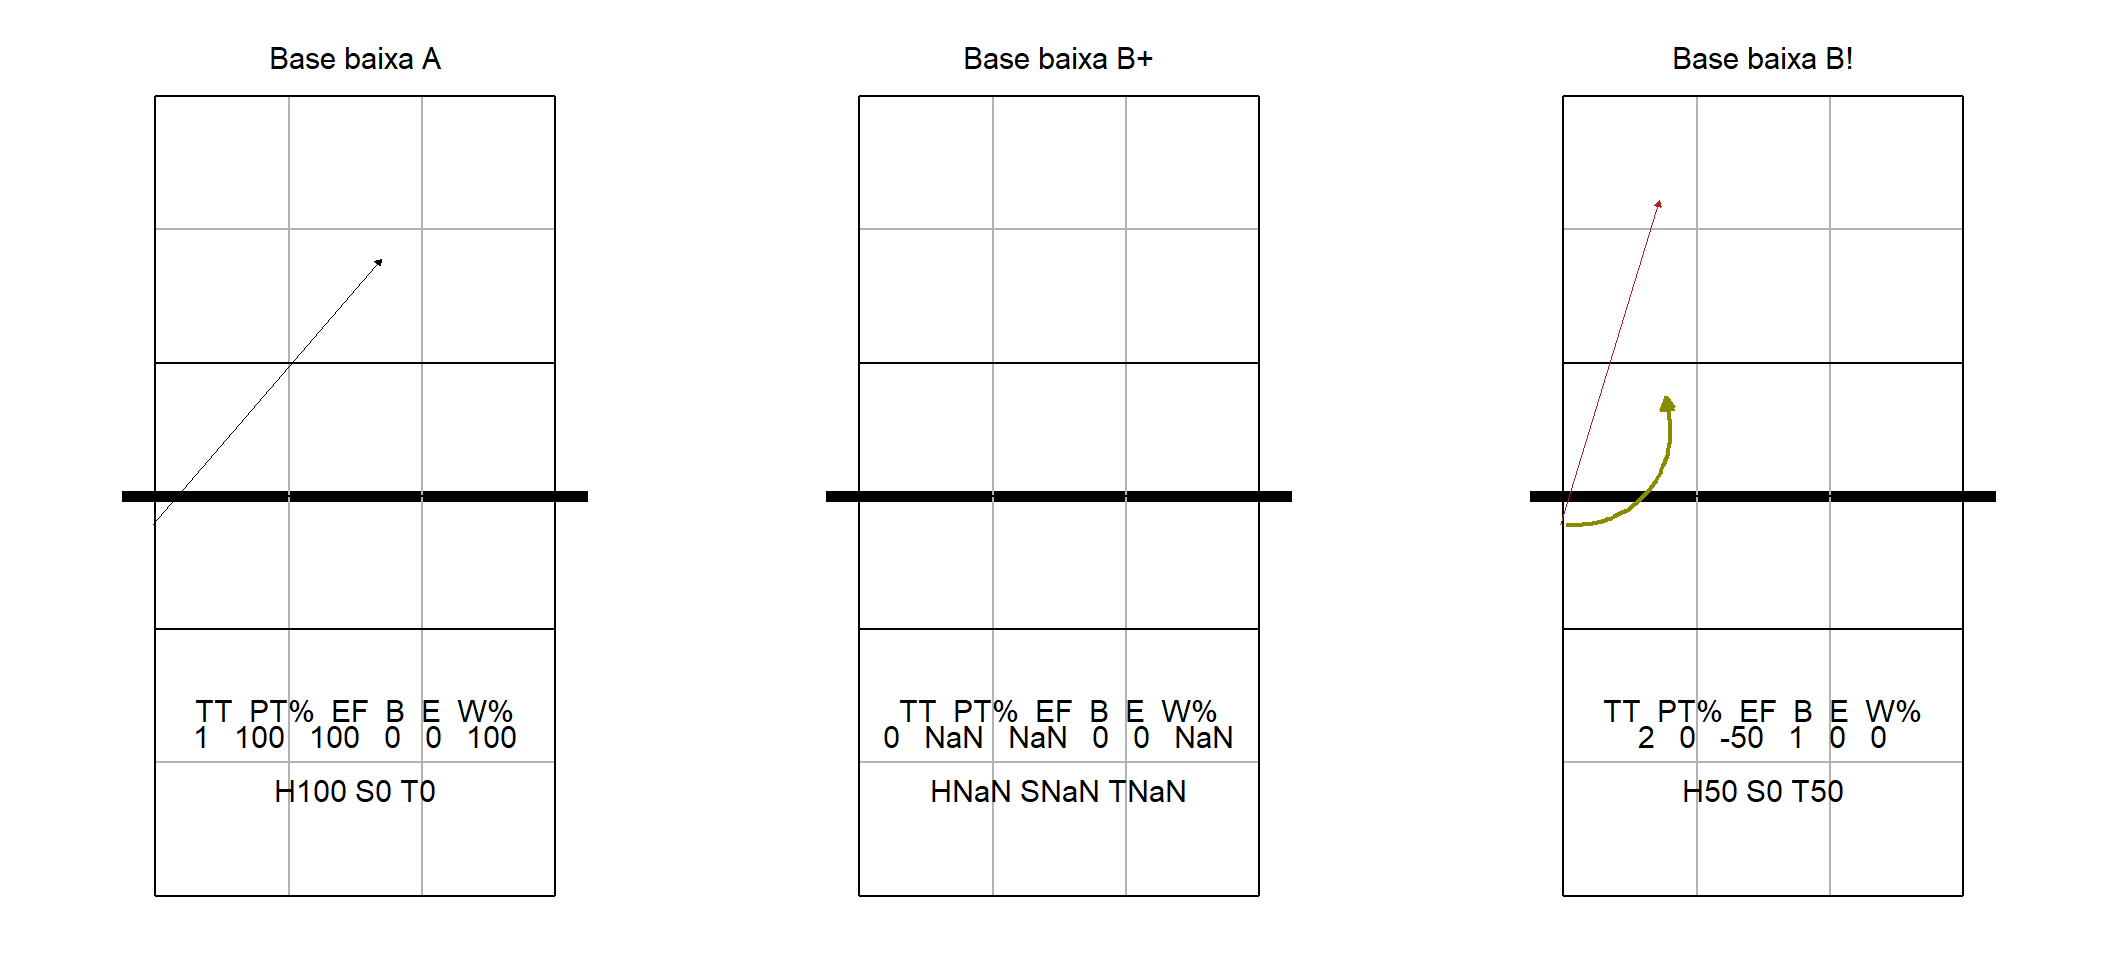 Base baixa A
TT PT% EF B E W%
1 100 100 0 0 100
H100 S0 T0
Base baixa B+
TT PT% EF B E W%
0 NaN NaN 0 0 NaN
HNaN SNaN TNaN
Base baixa B!
TT PT% EF B E W%
2 0 -50 1 0 0
H50 S0 T50